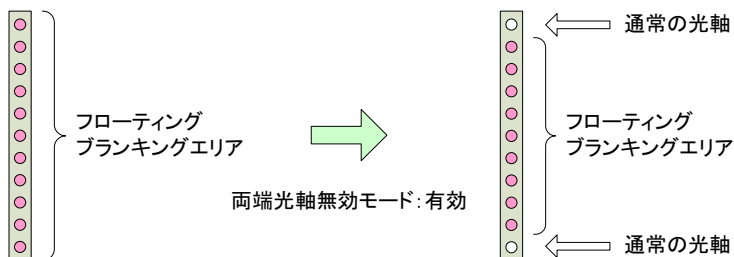 通常の光軸
フローティング
ブランキングエリア
両端光軸無効モード:有効
フローティング
ブランキングエリア
通常の光軸